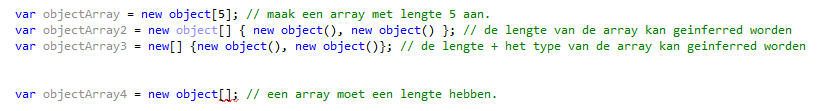 var objectArray = new object[5]; // maak een array met lengte 5 aan.
var objectArray2 = new object[] { new object(), new object() }; // de lengte van de array kan geinferred worden
var objectArray3 = new[] {new object(), new object()}; // de lengte + het type van de array kan geinferred worden
var objectArray4 = new object[]; // een array moet een lengte hebben.